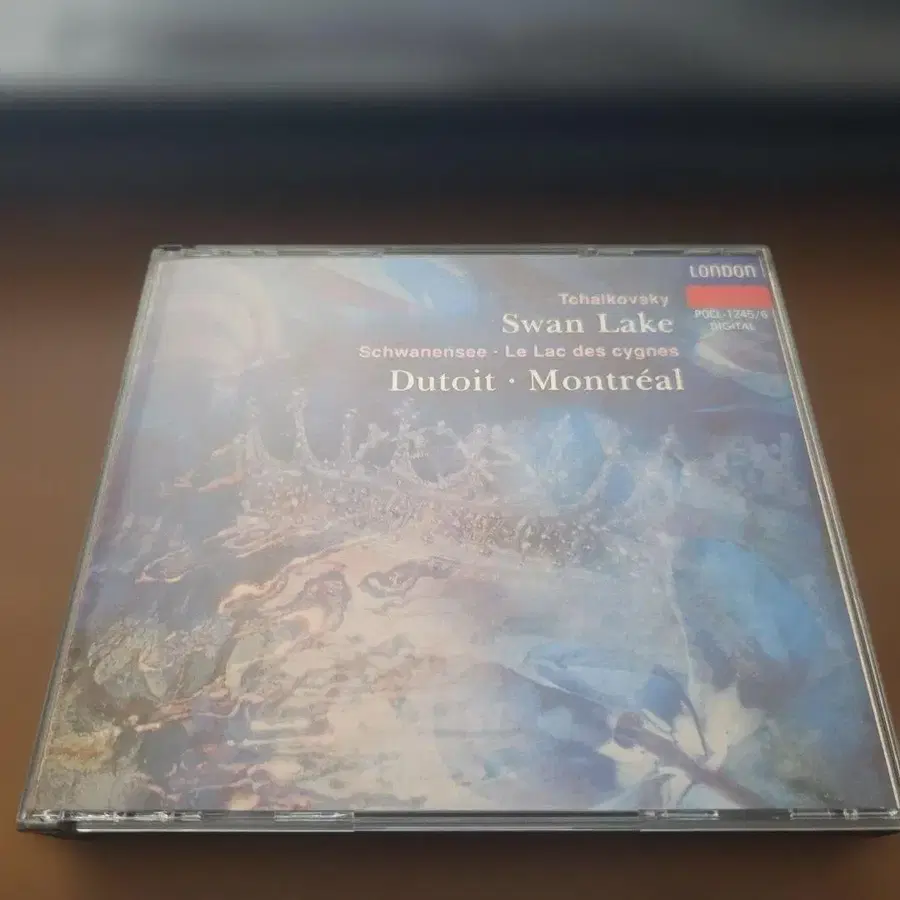 LONDON
Tchaikovsky
POCL-1245/6
Swan Lake
DIGITAL
Schwanensee · Le Lac des cygnes
Dutoit · Montréal